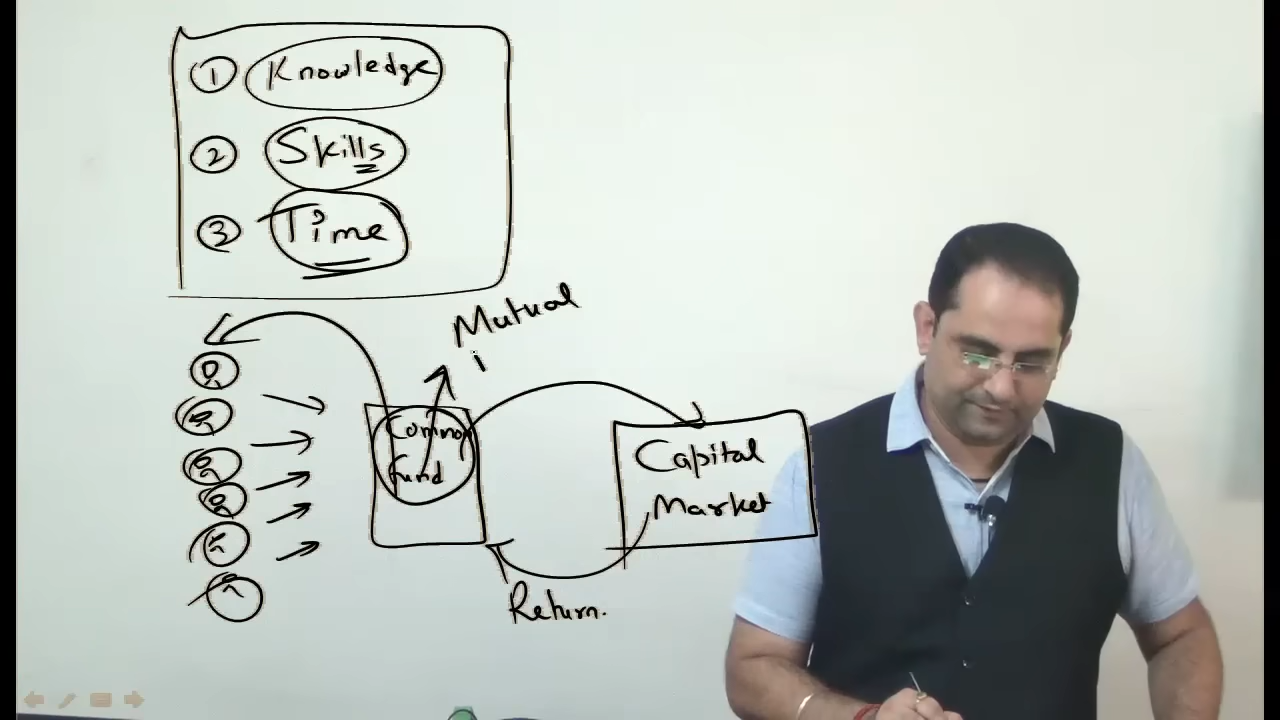 ① Knowledge
② Skills
③ Time
Mutual
Common
fund
Capital
Market
Return.